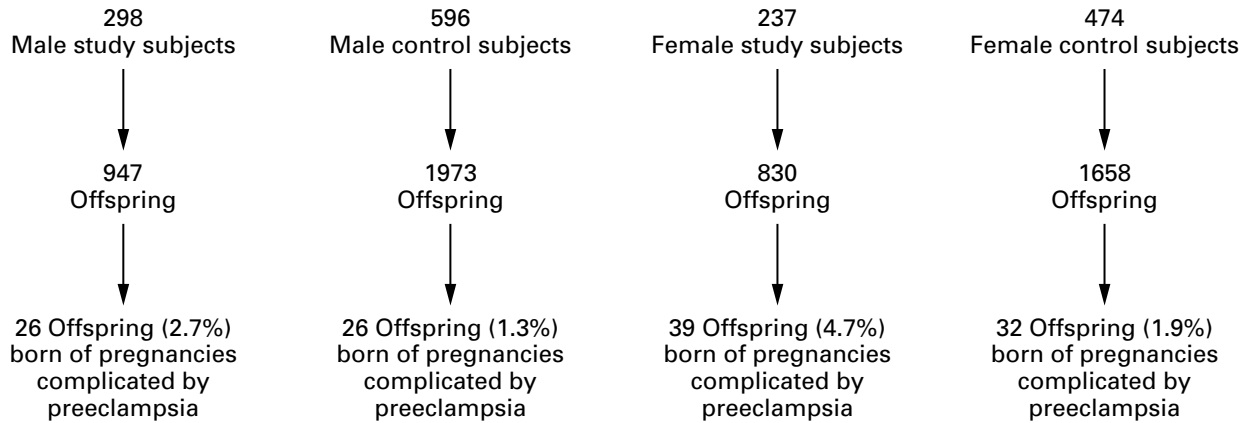 298
Male study subjects
947
Offspring
26 Offspring (2.7%)
born of pregnancies
complicated by
preeclampsia
596
Male control subjects
1973
Offspring
26 Offspring (1.3%)
born of pregnancies
complicated by
preeclampsia
237
Female study subjects
830
Offspring
39 Offspring (4.7%)
born of pregnancies
complicated by
preeclampsia
474
Female control subjects
1658
Offspring
32 Offspring (1.9%)
born of pregnancies
complicated by
preeclampsia